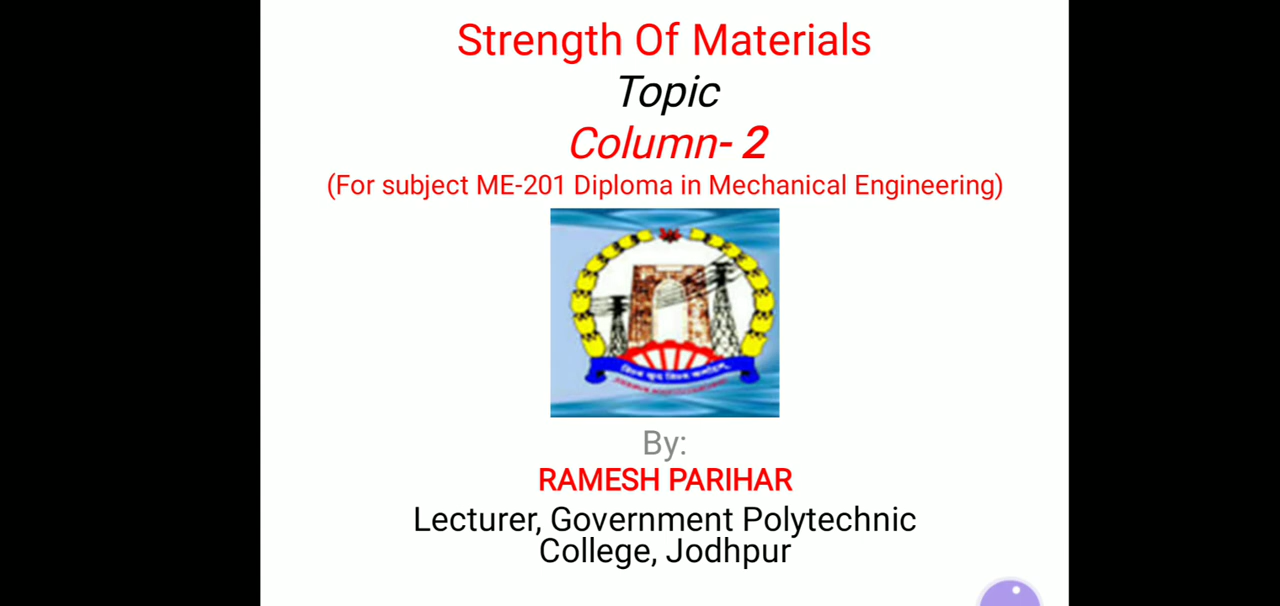 Strength Of Materials
Topic
Column- 2
(For subject ME-201 Diploma in Mechanical Engineering)
By:
RAMESH PARIHAR
Lecturer, Government Polytechnic
College, Jodhpur